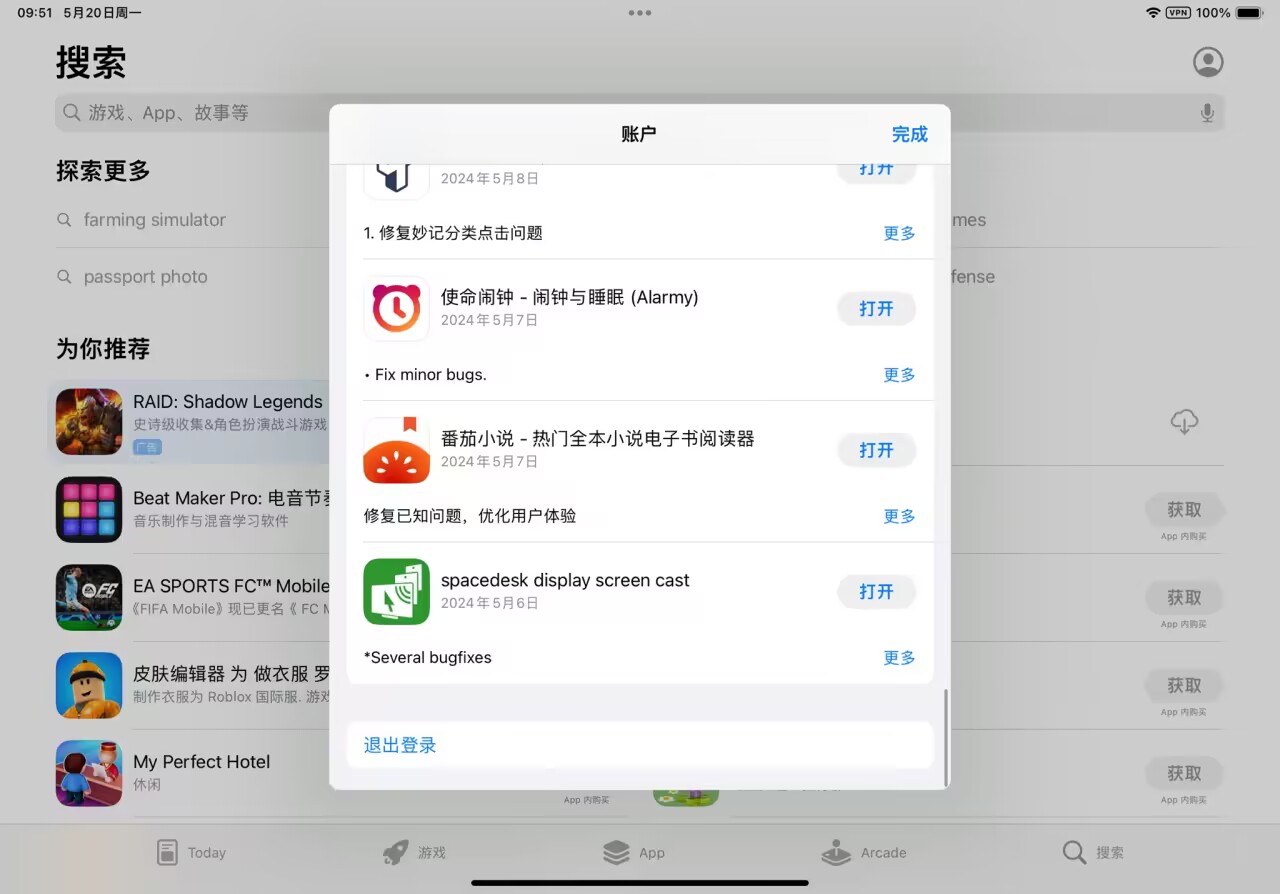 09:51 5月20日周一
VPN 100%
搜索
游戏、App、故事等
账户
完成
探索更多
farming simulator
mes
passport photo
fense
2024年5月8日
打开
1. 修复妙记分类点击问题
更多
使命闹钟 - 闹钟与睡眠 (Alarmy)
2024年5月7日
打开
• Fix minor bugs.
更多
番茄小说 - 热门全本小说电子书阅读器
2024年5月7日
打开
修复已知问题，优化用户体验
更多
spacedesk display screen cast
2024年5月6日
打开
*Several bugfixes
更多
退出登录
为你推荐
RAID: Shadow Legends
史诗级收集&角色扮演战斗游戏
广告
Beat Maker Pro: 电音节奏
音乐制作与混音学习软件
获取
App 内购买
EA SPORTS FC™ Mobile
《FIFA Mobile》现已更名《 FC M
获取
App 内购买
皮肤编辑器 为 做衣服 罗
制作衣服为 Roblox 国际服. 游戏
获取
App 内购买
My Perfect Hotel
休闲
App 内购买
获取
App 内购买
Today
游戏
App
Arcade
搜索